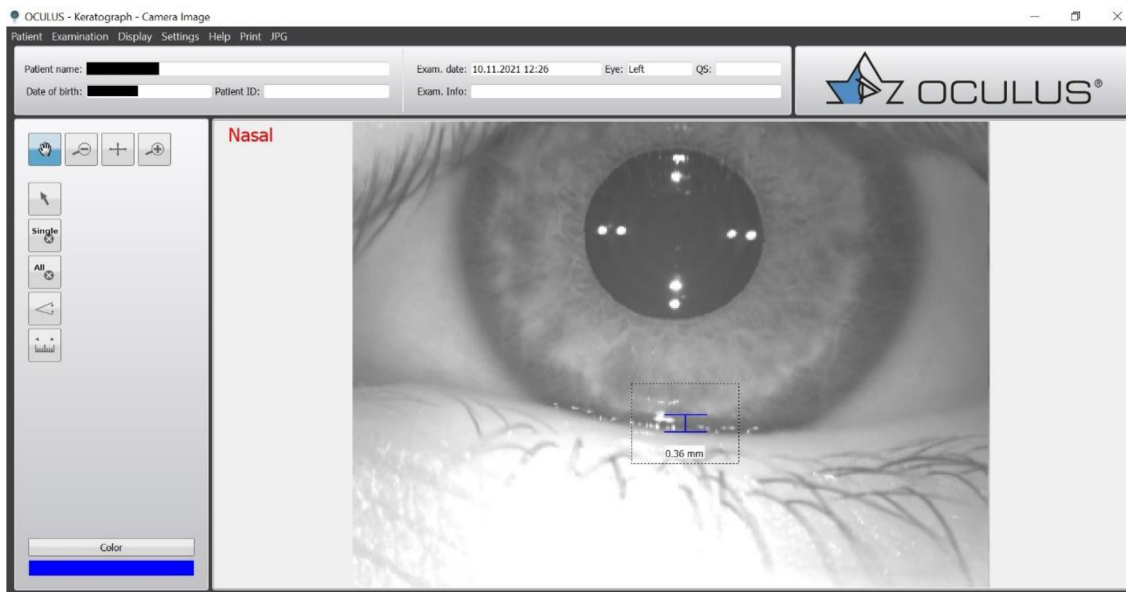 OCULUS - Keratograph - Camera Image
Patient Examination Display Settings Help Print JPG
Patient name:
Exam. date: 10.11.2021 12:26 Eye: Left QS:
Date of birth: Patient ID:
Exam. Info:
OCULUS®
Nasal
Single
All
0.36 mm
Color